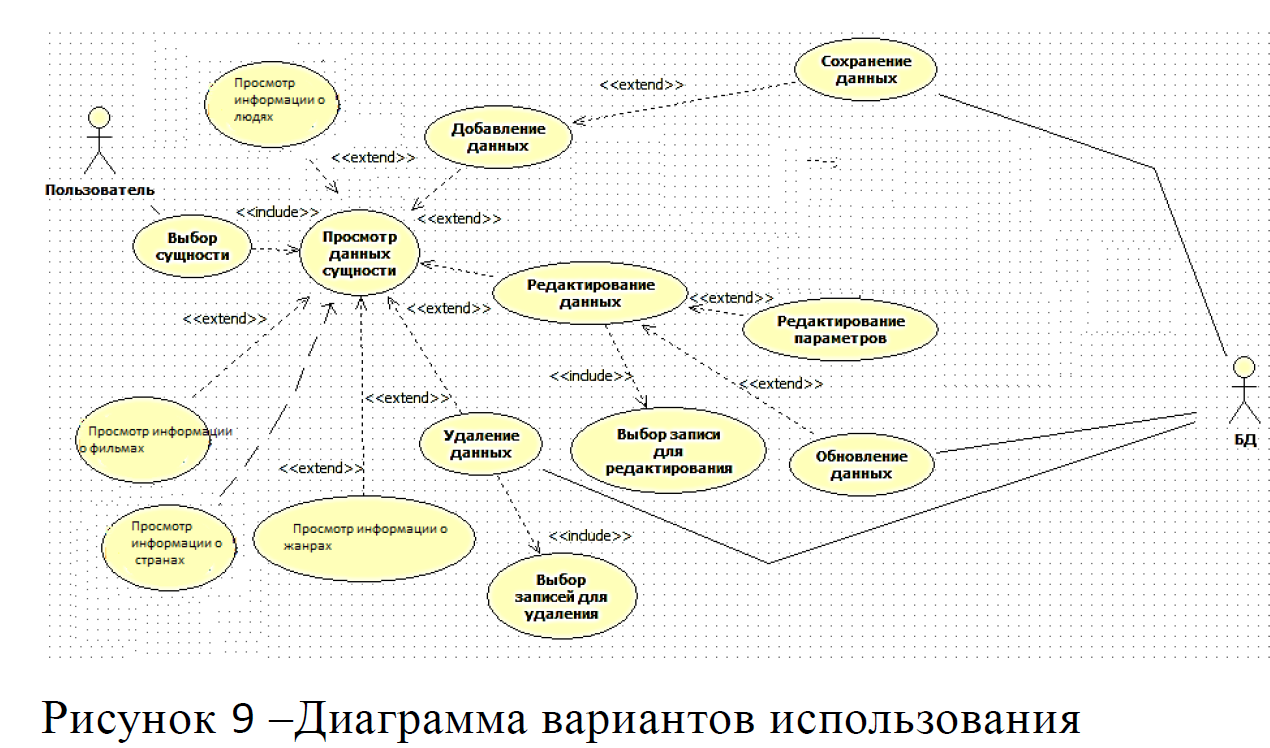 Сохранение
данных
<<extend>>
Просмотр
информации о
людях
Добавление
данных
<<extend>>
Пользователь
<<include>>
<<extend>>
Выбор
сущности
Просмотр
данных
сущности
Редактирование
данных
<<extend>>
<<extend>>
<<extend>>
Редактирование
параметров
<<include>>
<<extend>>
<<extend>>
БД
Просмотр информации
о фильмах
Удаление
данных
Выбор записи
для
редактирования
Обновление
данных
<<extend>>
Просмотр
информации о
странах
Просмотр информации о
жанрах
<<include>>
Выбор
записей для
удаления
Рисунок 9 –Диаграмма вариантов использования